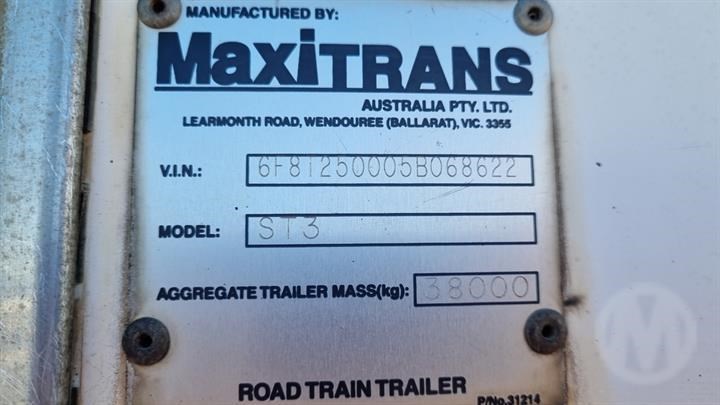 MANUFACTURED BY:
MaxiTRANS
AUSTRALIA PTY. LTD.
LEARMONTH ROAD, WENDOUREE (BALLARAT), VIC. 3355
V.I.N.: 6F8T250005B068622
MODEL: ST3
AGGREGATE TRAILER MASS(kg): 38000
ROAD TRAIN TRAILER
P/No.31214
M